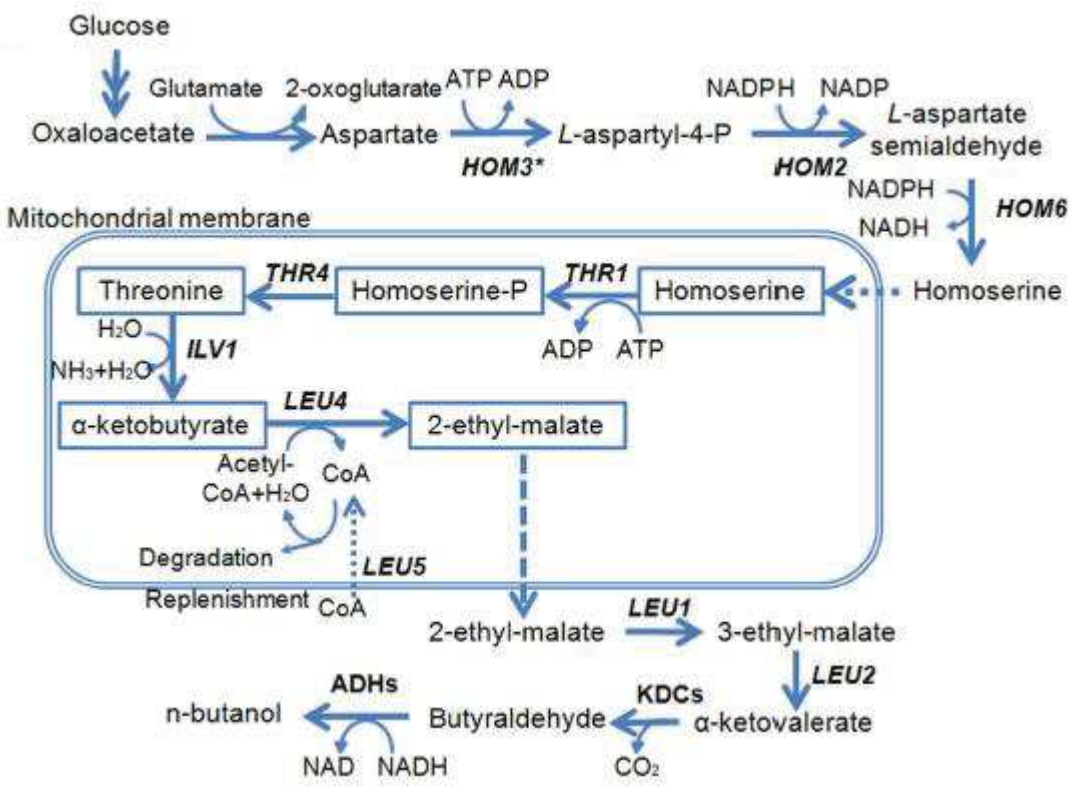 Glucose
Glutamate 2-oxoglutarate ATP ADP NADPH NADP
Oxaloacetate Aspartate L-aspartyl-4-P L-aspartate
semialdehyde
HOM3* HOM2
NADPH
HOM6
NADH
Mitochondrial membrane
Threonine THR4 Homoserine-P THR1 Homoserine Homoserine
H₂O
ADP ATP
ILV1
NH₃+H₂O
α-ketobutyrate LEU4 2-ethyl-malate
Acetyl-
CoA+H₂O CoA
Degradation
LEU5
Replenishment CoA
2-ethyl-malate LEU1 3-ethyl-malate
LEU2
n-butanol ADHs Butyraldehyde KDCs α-ketovalerate
NAD NADH CO₂